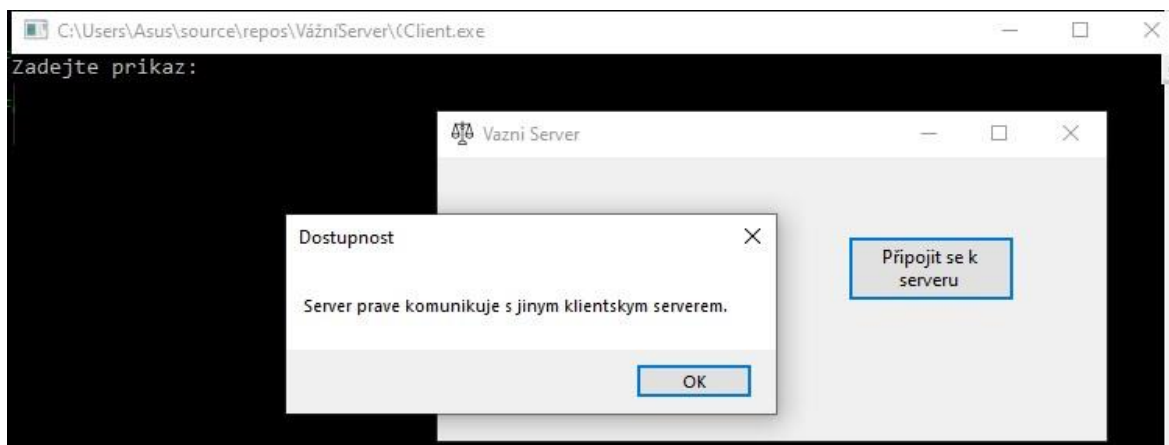 C:\Users\Asus\source\repos\VážníServer\(Client.exe
Zadejte prikaz:
Vazni Server
Dostupnost
Připojit se k
serveru
Server prave komunikuje s jinym klientskym serverem.
OK